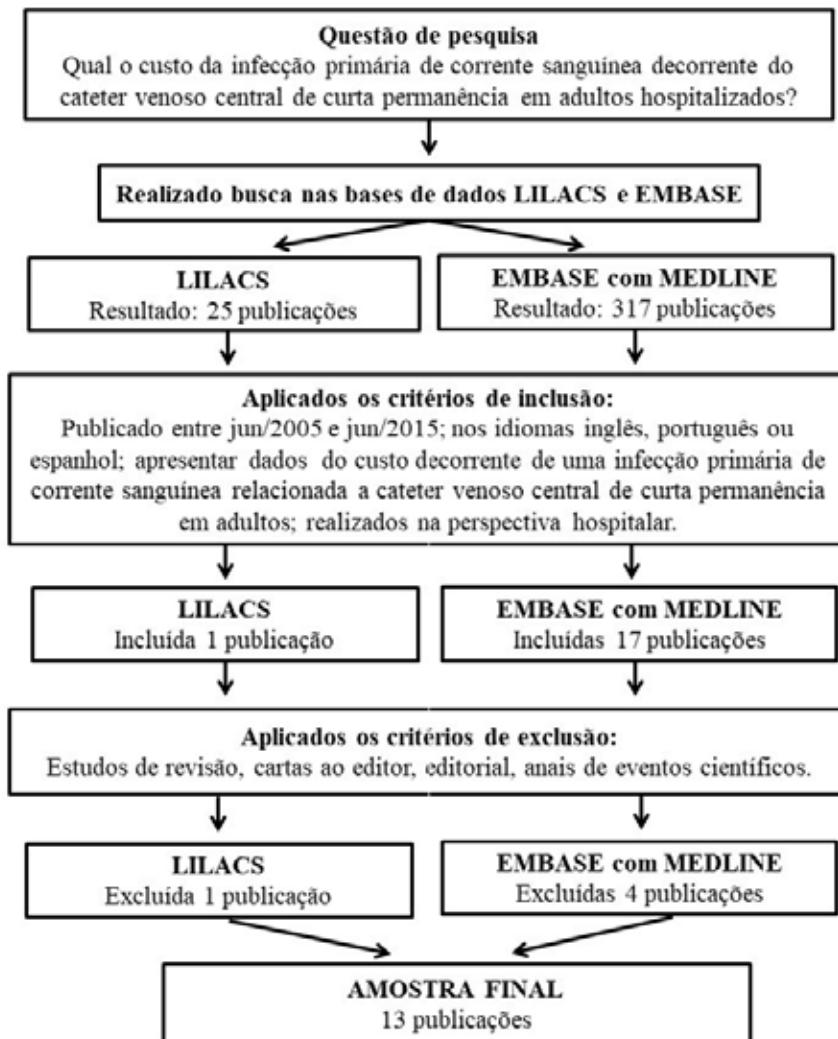 Questão de pesquisa
Qual o custo da infecção primária de corrente sanguínea decorrente do
cateter venoso central de curta permanência em adultos hospitalizados?
Realizado busca nas bases de dados LILACS e EMBASE
LILACS
Resultado: 25 publicações
EMBASE com MEDLINE
Resultado: 317 publicações
Aplicados os critérios de inclusão:
Publicado entre jun/2005 e jun/2015; nos idiomas inglês, português ou
espanhol; apresentar dados do custo decorrente de uma infecção primária de
corrente sanguínea relacionada a cateter venoso central de curta permanência
em adultos; realizados na perspectiva hospitalar.
LILACS
Incluída 1 publicação
EMBASE com MEDLINE
Incluídas 17 publicações
Aplicados os critérios de exclusão:
Estudos de revisão, cartas ao editor, editorial, anais de eventos científicos.
LILACS
Excluída 1 publicação
EMBASE com MEDLINE
Excluídas 4 publicações
AMOSTRA FINAL
13 publicações